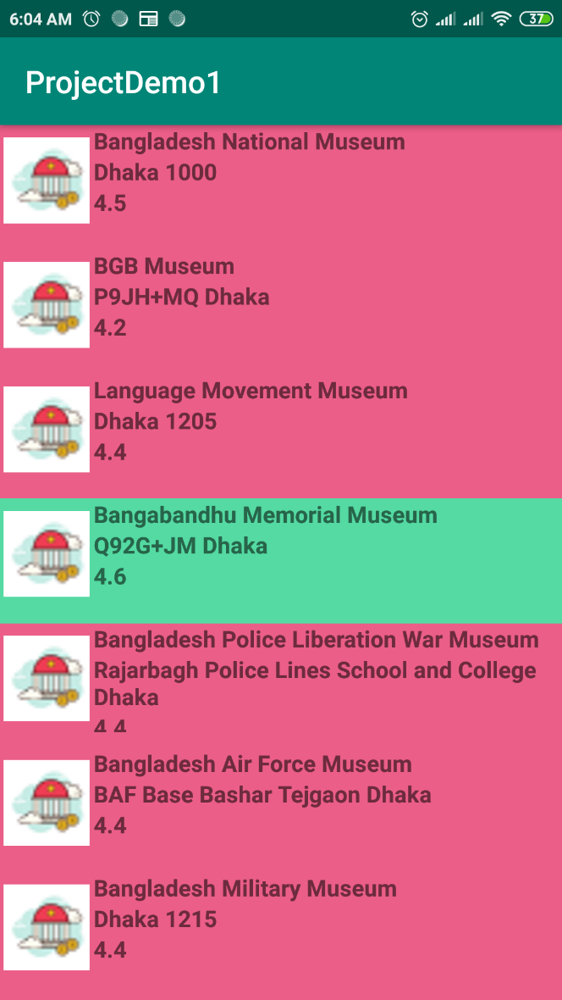 6:04 AM
37
ProjectDemo1
Bangladesh National Museum
Dhaka 1000
4.5
BGB Museum
P9JH+MQ Dhaka
4.2
Language Movement Museum
Dhaka 1205
4.4
Bangabandhu Memorial Museum
Q92G+JM Dhaka
4.6
Bangladesh Police Liberation War Museum
Rajarbagh Police Lines School and College
Dhaka
4.4
Bangladesh Air Force Museum
BAF Base Bashar Tejgaon Dhaka
4.4
Bangladesh Military Museum
Dhaka 1215
4.4